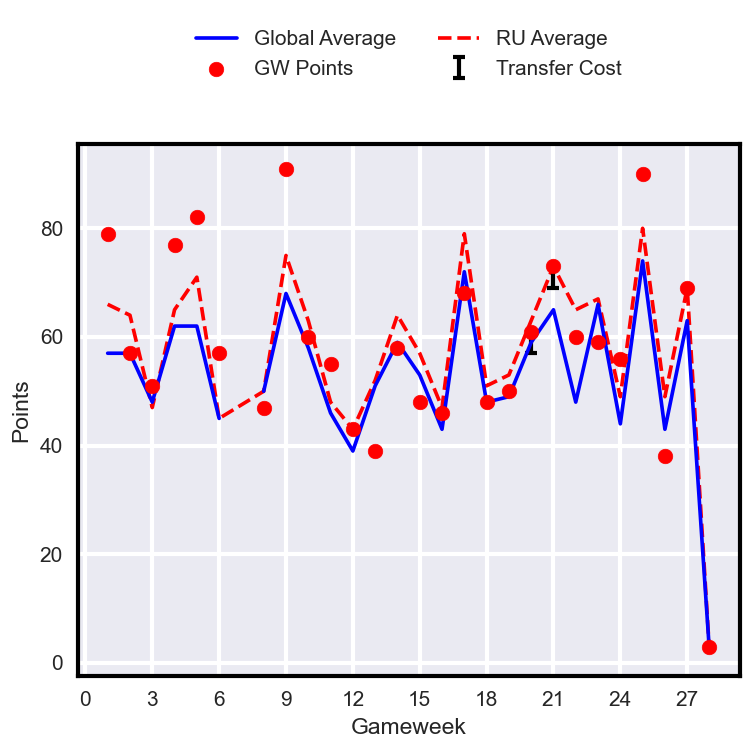 Global Average
RU Average
GW Points
Transfer Cost
Points
80
60
40
20
0
0 3 6 9 12 15 18 21 24 27
Gameweek